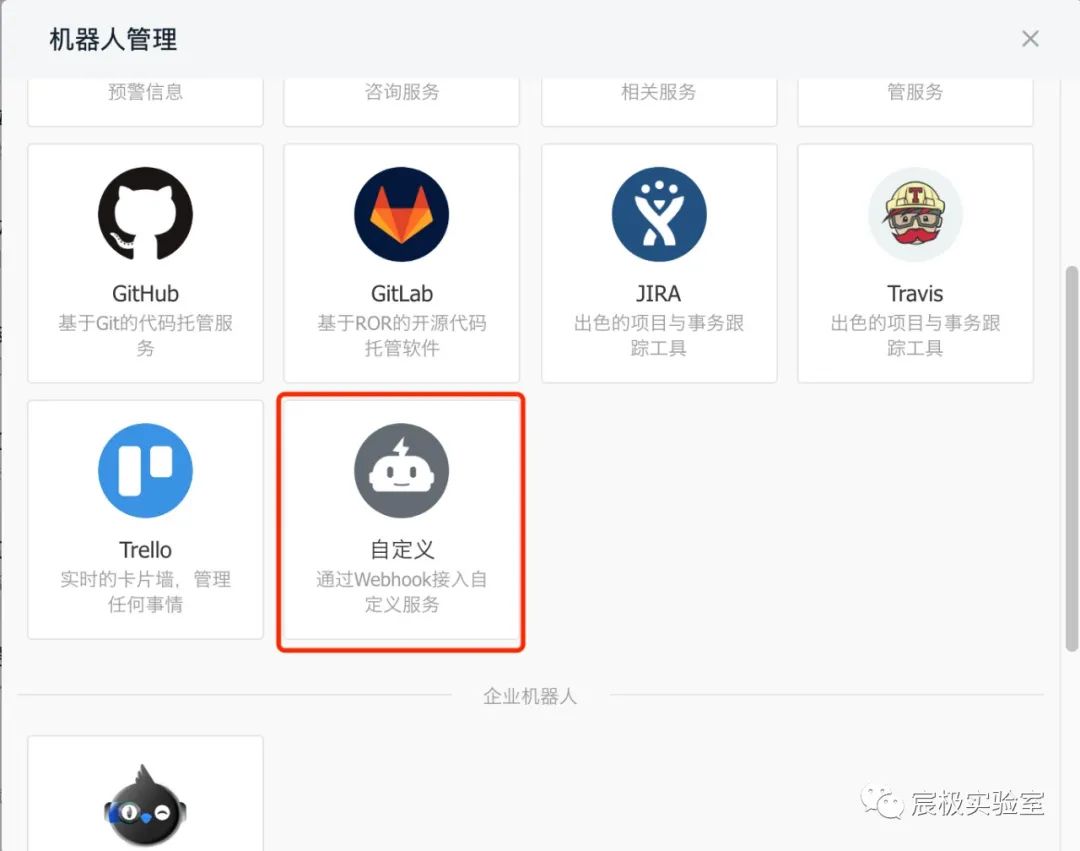 机器人管理
预警信息
咨询服务
相关服务
管服务
GitHub
基于Git的代码托管服
务
GitLab
基于ROR的开源代码
托管软件
JIRA
出色的项目与事务跟
踪工具
Travis
出色的项目与事务跟
踪工具
Trello
实时的卡片墙，管理
任何事情
自定义
通过Webhook接入自
定义服务
企业机器人
宸极实验室